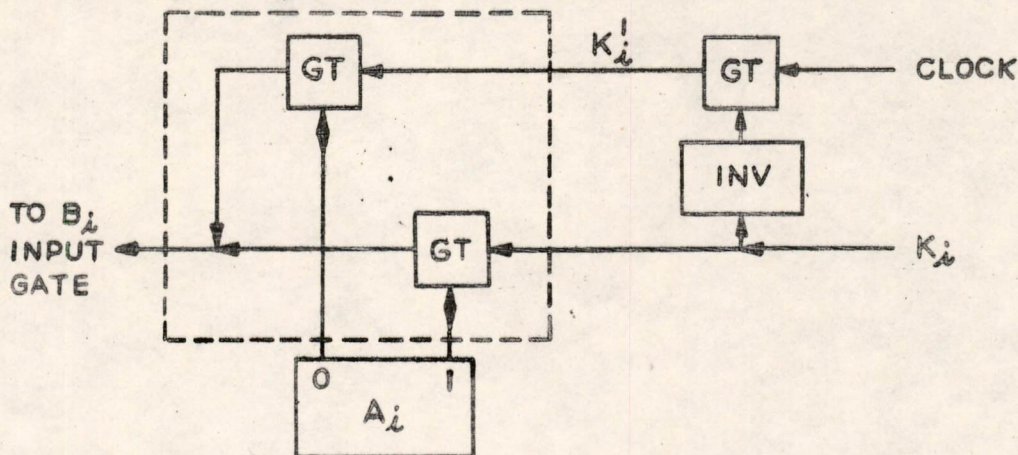 GT
K'i
GT
CLOCK
INV
TO Bi
INPUT
GATE
GT
Ki
0 1
Ai